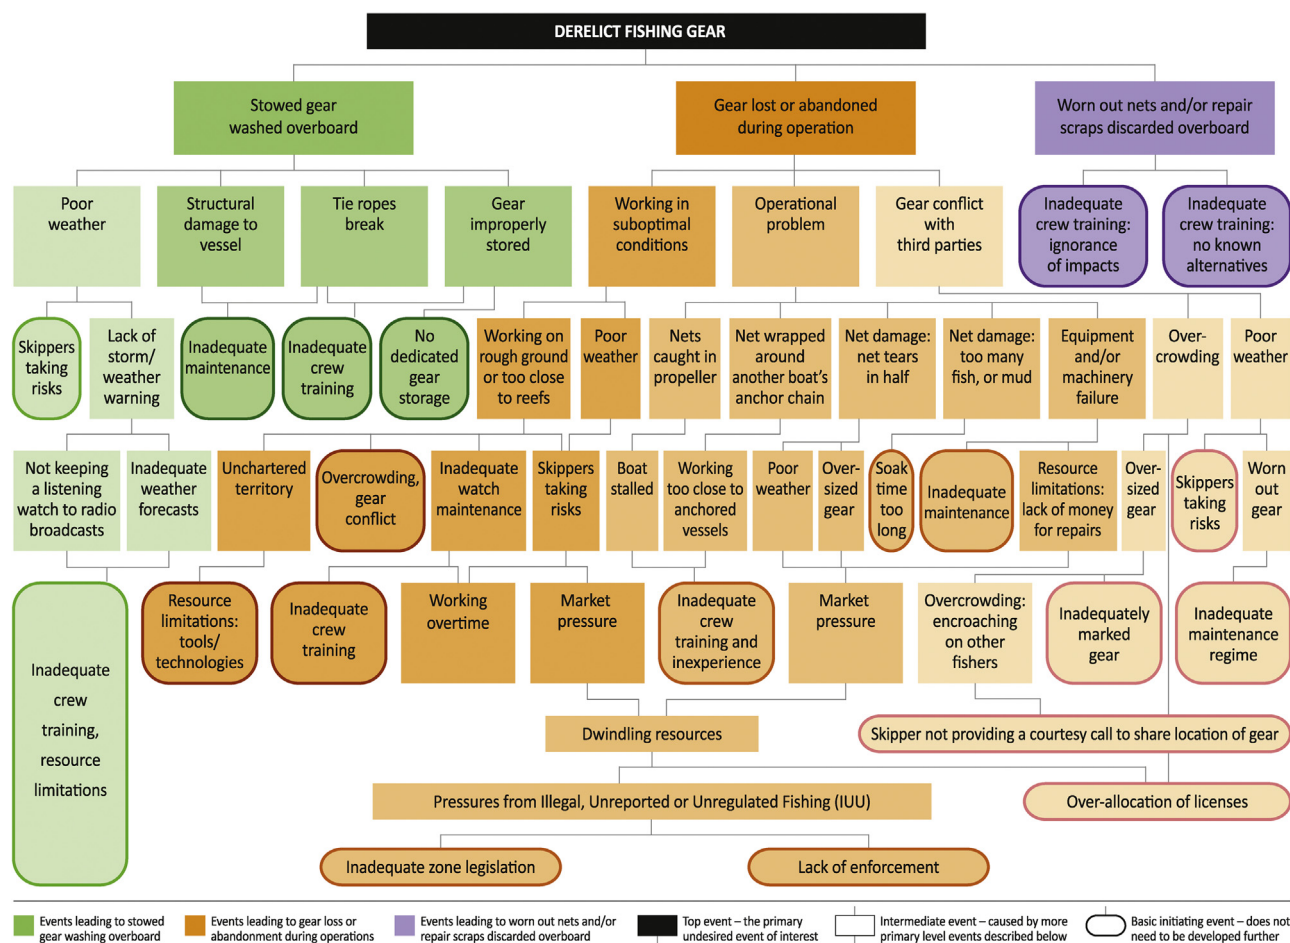 DERELICT FISHING GEAR
Stowed gear
washed overboard
Gear lost or abandoned
during operation
Worn out nets and/or repair
scraps discarded overboard
Poor
weather
Structural
damage to
vessel
Tie ropes
break
Gear
improperly
stored
Working in
suboptimal
conditions
Operational
problem
Gear conflict
with
third parties
Inadequate
crew training:
ignorance
of impacts
Inadequate
crew training:
no known
alternatives
Skippers
taking
risks
Lack of
storm/
weather
warning
Inadequate
maintenance
Inadequate
crew
training
No
dedicated
gear
storage
Working on
rough ground
or too close
to reefs
Poor
weather
Nets
caught in
propeller
Net wrapped
around
another boat's
anchor chain
Net damage:
net tears
in half
Net damage:
too many
fish, or mud
Equipment
and/or
machinery
failure
Over-
crowding
Poor
weather
Not keeping
a listening
watch to radio
broadcasts
Inadequate
weather
forecasts
Unchartered
territory
Overcrowding,
gear
conflict
Inadequate
watch
maintenance
Skippers
taking
risks
Boat
stalled
Working
too close to
anchored
vessels
Poor
weather
Over-
sized
gear
Soak
time
too
long
Inadequate
maintenance
Resource
limitations:
lack of money
for repairs
Over-
sized
gear
Skippers
taking
risks
Worn
out
gear
Inadequate
crew
training,
resource
limitations
Resource
limitations:
tools/
technologies
Inadequate
crew
training
Working
overtime
Market
pressure
Inadequate
crew
training and
inexperience
Market
pressure
Overcrowding:
encroaching
on other
fishers
Inadequately
marked
gear
Inadequate
maintenance
regime
Dwindling resources
Skipper not providing a courtesy call to share location of gear
Pressures from Illegal, Unreported or Unregulated Fishing (IUU)
Over-allocation of licenses
Inadequate zone legislation
Lack of enforcement
Events leading to stowed
gear washing overboard
Events leading to gear loss or
abandonment during operations
Events leading to worn out nets and/or
repair scraps discarded overboard
Top event – the primary
undesired event of interest
Intermediate event – caused by more
primary level events described below
Basic initiating event – does not
need to be developed further